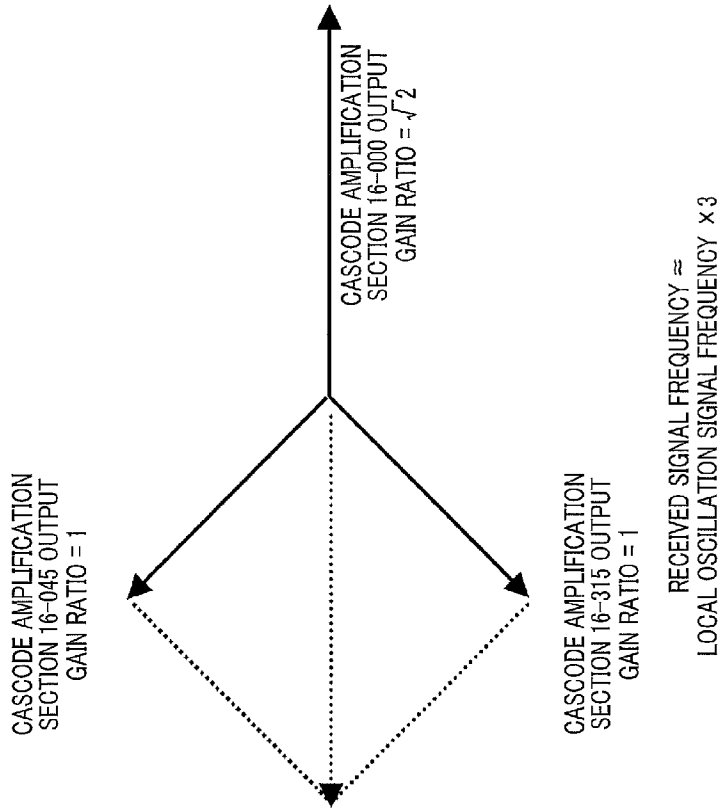 CASCODE AMPLIFICATION
SECTION 16-000 OUTPUT
GAIN RATIO = √2
CASCODE AMPLIFICATION
SECTION 16-045 OUTPUT
GAIN RATIO = 1
CASCODE AMPLIFICATION
SECTION 16-315 OUTPUT
GAIN RATIO = 1
RECEIVED SIGNAL FREQUENCY ≈
LOCAL OSCILLATION SIGNAL FREQUENCY ×3